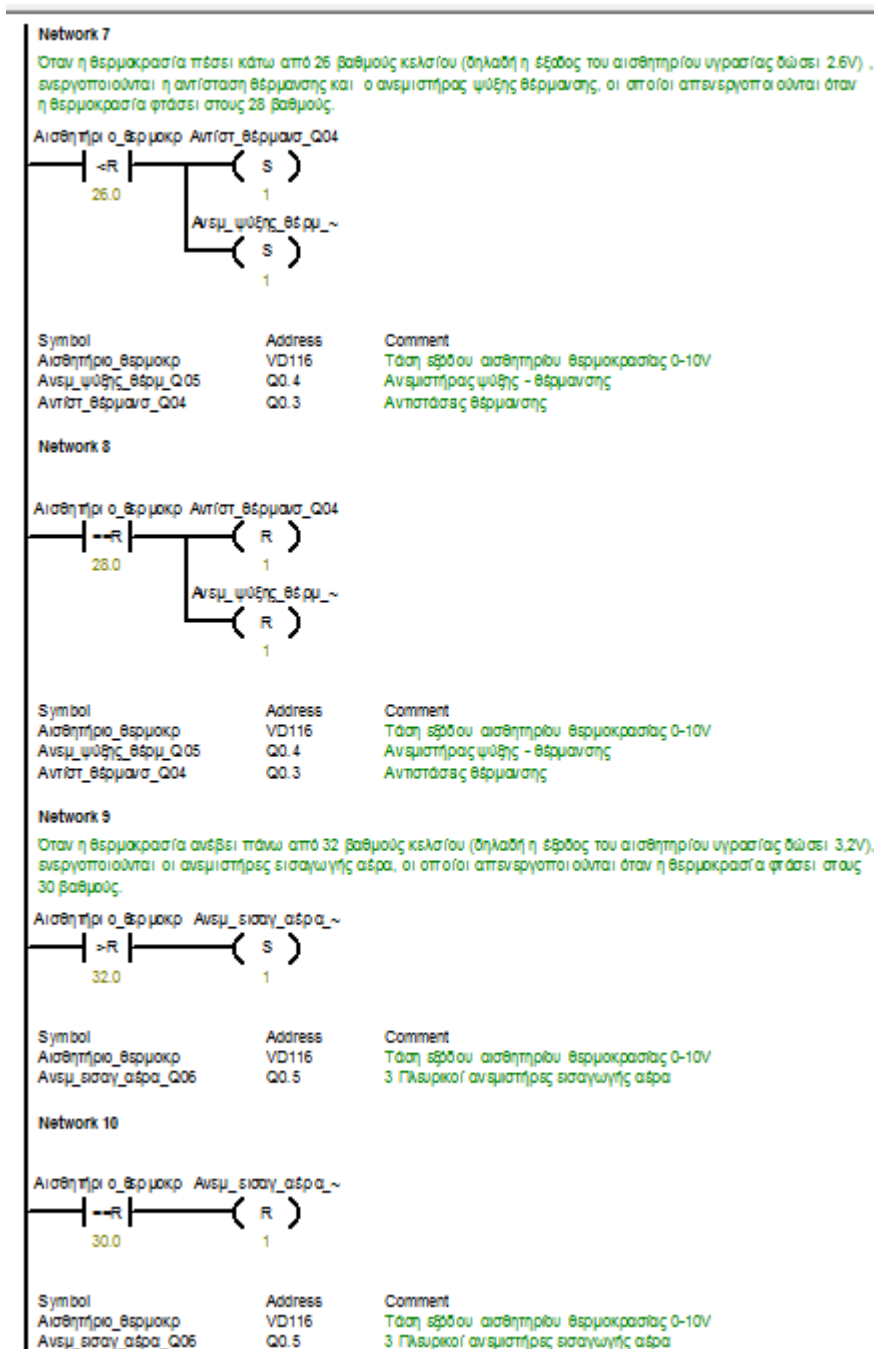 Network 7
Όταν η θερμοκρασία πέσει κάτω από 26 βαθμούς κελσίου (δηλαδή η έξοδος του αισθητηρίου υγρασίας δώσει 2.6V) ,
ενεργοποιούνται η αντίσταση θέρμανσης και ο ανεμιστήρας ψύξης θέρμανσης, οι οποίοι απενεργοποιούνται όταν
η θερμοκρασία φτάσει στους 28 βαθμούς.
Αισθητήριο_θερμοκρ Αντίστ_θέρμανσ_Q04
<R S
26.0 1
Ανεμ_ψύξης_θέρμ_~
S
1
Symbol Address Comment
Αισθητήριο_θερμοκρ VD116 Τάση εξόδου αισθητηρίου θερμοκρασίας 0-10V
Ανεμ_ψύξης_θέρμ_Q05 Q0.4 Ανεμιστήρας ψύξης - θέρμανσης
Αντίστ_θέρμανσ_Q04 Q0.3 Αντιστάσεις θέρμανσης
Network 8
Αισθητήριο_θερμοκρ Αντίστ_θέρμανσ_Q04
==R R
28.0 1
Ανεμ_ψύξης_θέρμ_~
R
1
Symbol Address Comment
Αισθητήριο_θερμοκρ VD116 Τάση εξόδου αισθητηρίου θερμοκρασίας 0-10V
Ανεμ_ψύξης_θέρμ_Q05 Q0.4 Ανεμιστήρας ψύξης - θέρμανσης
Αντίστ_θέρμανσ_Q04 Q0.3 Αντιστάσεις θέρμανσης
Network 9
Όταν η θερμοκρασία ανέβει πάνω από 32 βαθμούς κελσίου (δηλαδή η έξοδος του αισθητηρίου υγρασίας δώσει 3,2V),
ενεργοποιούνται οι ανεμιστήρες εισαγωγής αέρα, οι οποίοι απενεργοποιούνται όταν η θερμοκρασία φτάσει στους
30 βαθμούς.
Αισθητήριο_θερμοκρ Ανεμ_εισαγ_αέρα_~
>R S
32.0 1
Symbol Address Comment
Αισθητήριο_θερμοκρ VD116 Τάση εξόδου αισθητηρίου θερμοκρασίας 0-10V
Ανεμ_εισαγ_αέρα_Q06 Q0.5 3 Πλευρικοί ανεμιστήρες εισαγωγής αέρα
Network 10
Αισθητήριο_θερμοκρ Ανεμ_εισαγ_αέρα_~
==R R
30.0 1
Symbol Address Comment
Αισθητήριο_θερμοκρ VD116 Τάση εξόδου αισθητηρίου θερμοκρασίας 0-10V
Ανεμ_εισαγ_αέρα_Q06 Q0.5 3 Πλευρικοί ανεμιστήρες εισαγωγής αέρα